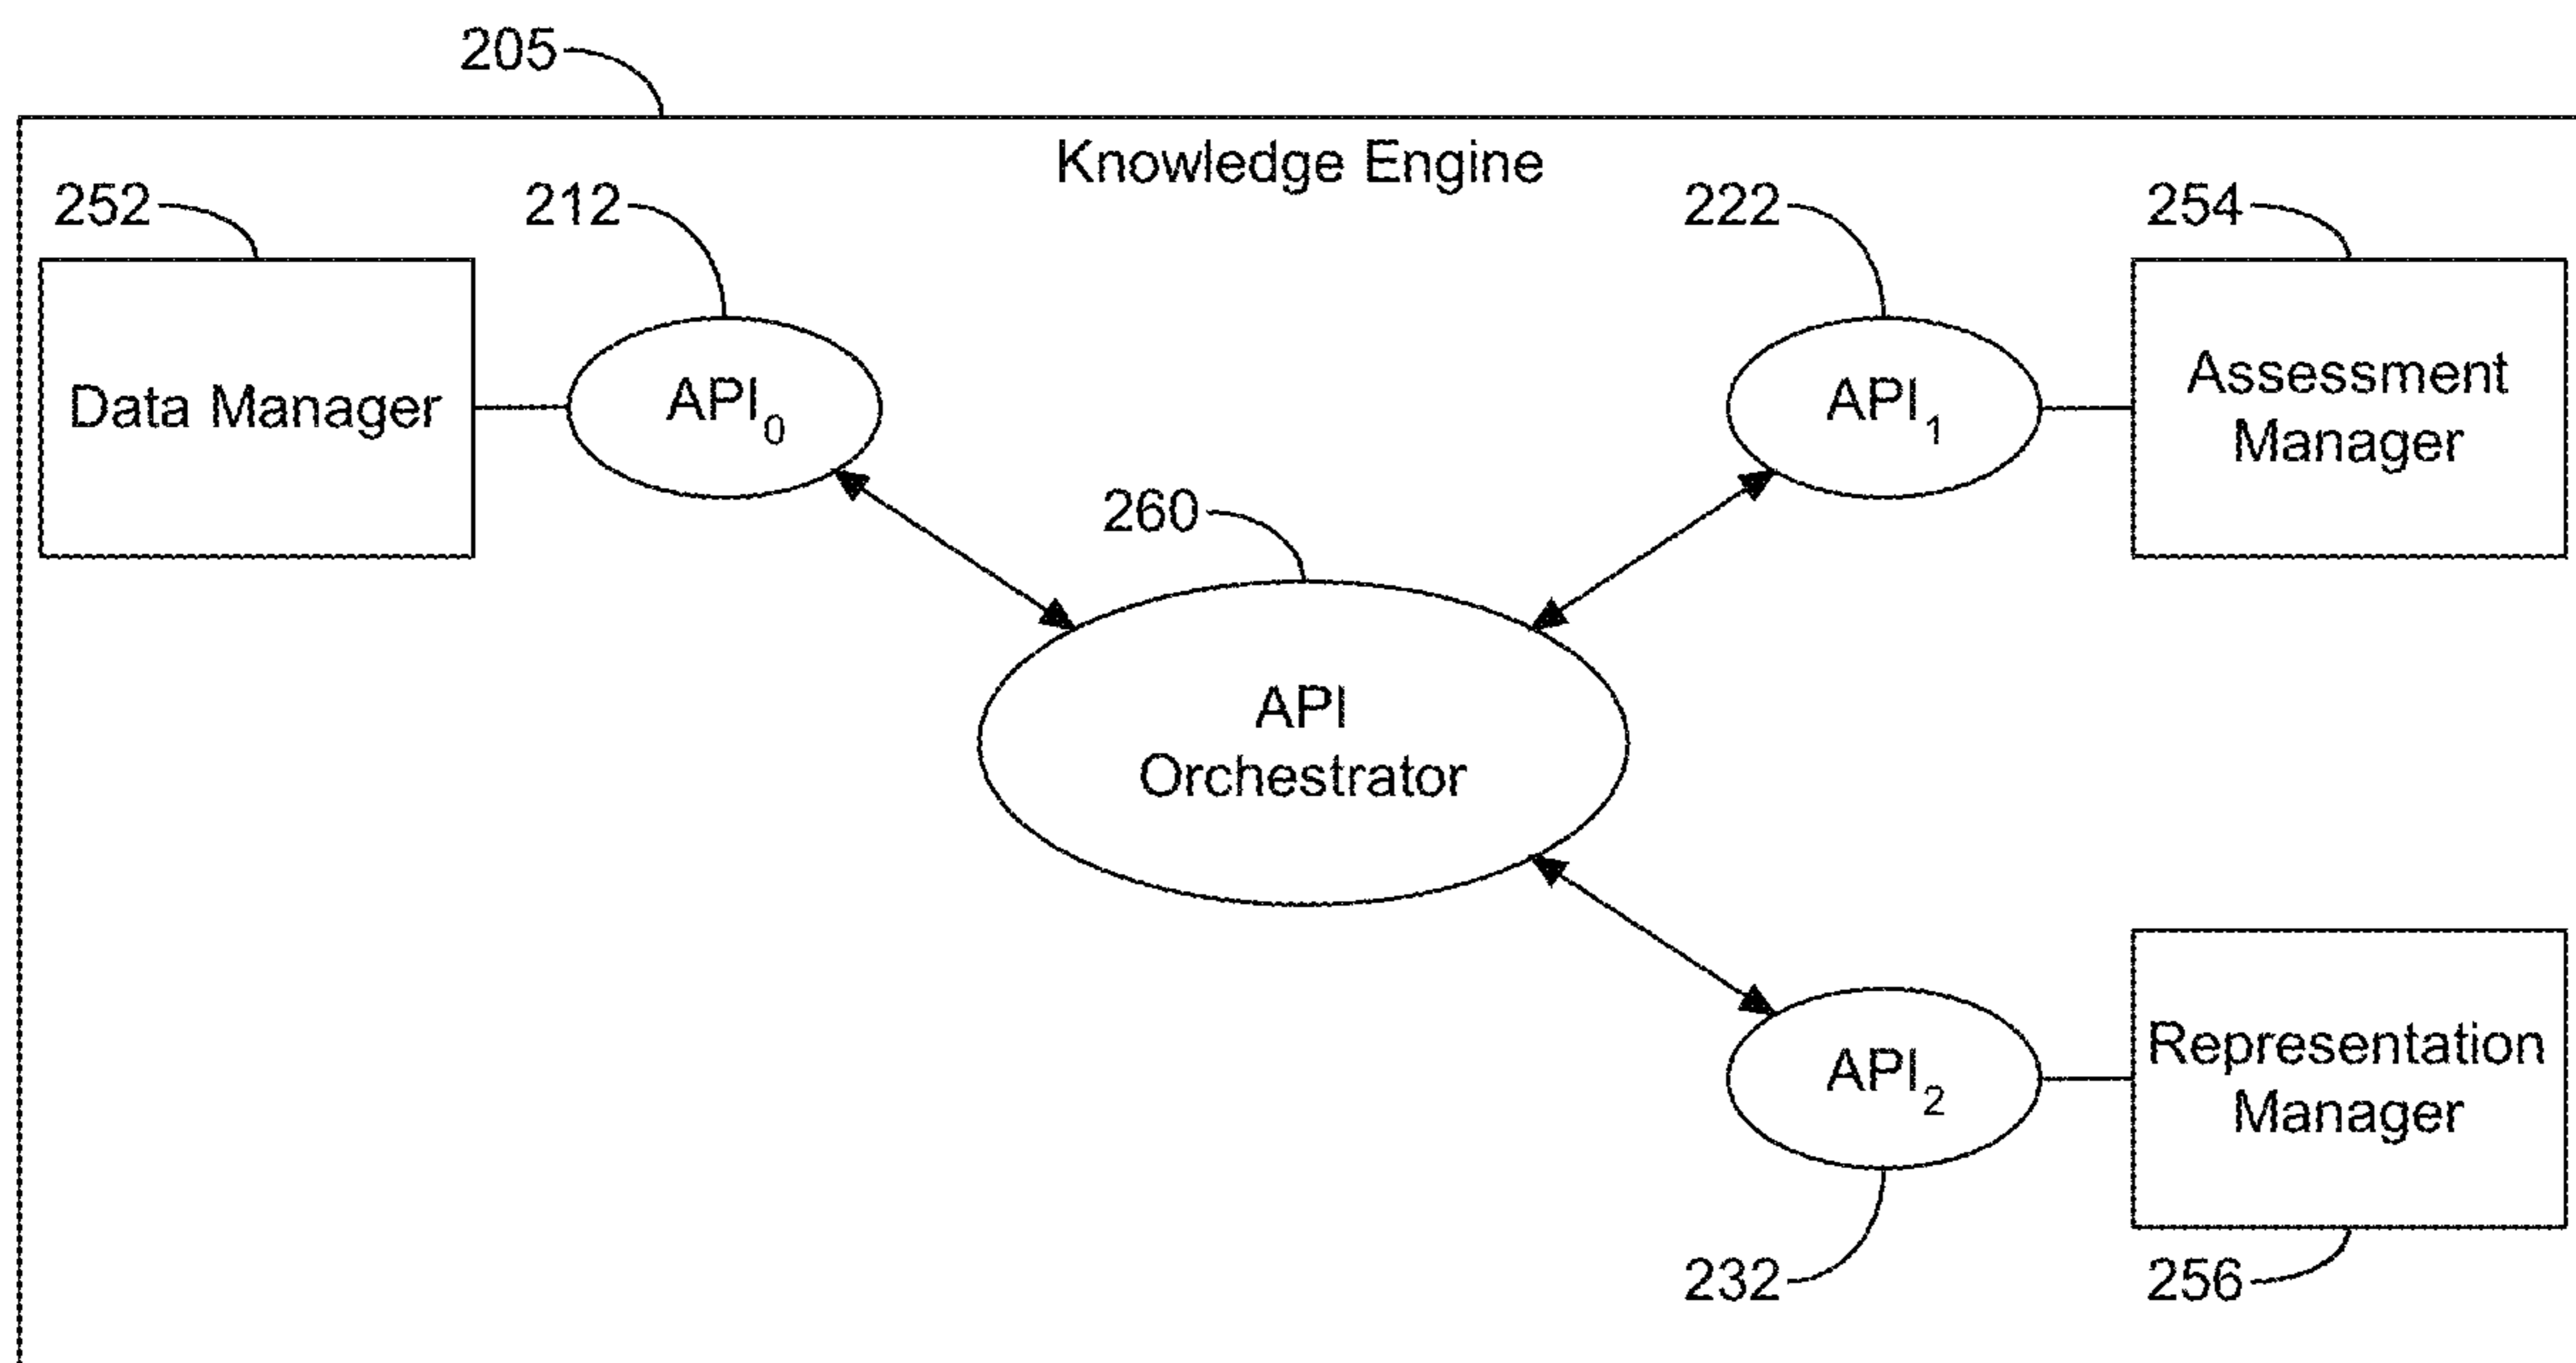 205
Knowledge Engine
252
212
222
254
Data Manager
API₀
API₁
Assessment
Manager
260
API
Orchestrator
API₂
Representation
Manager
232
256